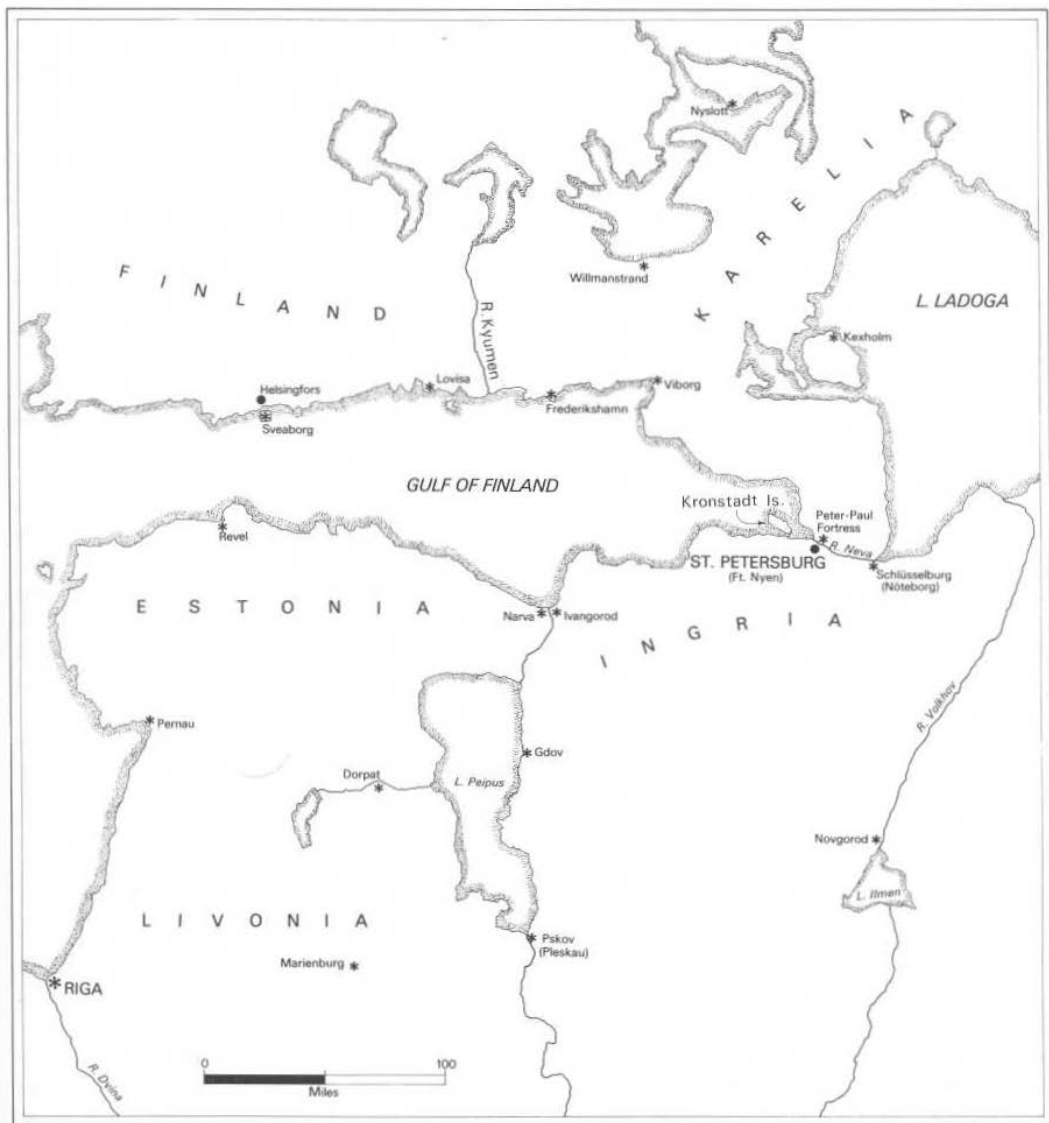 Nyslott
KARELIA
Willmanstrand
FINLAND
L. LADOGA
R. Kyumen
Kexholm
Helsingfors
Lovisa
Viborg
Frederikshamn
Sveaborg
GULF OF FINLAND
Kronstadt Is.
Peter-Paul
Fortress
Revel
R. Neva
ST. PETERSBURG
(Ft. Nyen)
Schlüsselburg
(Nöteborg)
ESTONIA
Narva
Ivangorod
INGRIA
R. Volkhov
Pernau
Gdov
Dorpat
L. Peipus
Novgorod
L. Ilmen
LIVONIA
Pskov
(Pleskau)
Marienburg
RIGA
0 100
Miles
R. Dvina